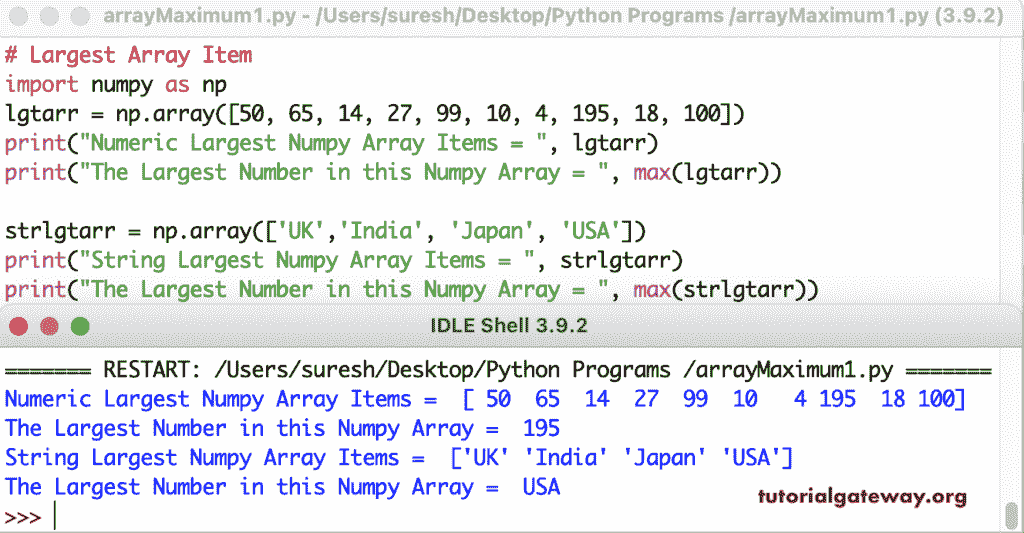 arrayMaximum1.py - /Users/suresh/Desktop/Python Programs /arrayMaximum1.py (3.9.2)
# Largest Array Item
import numpy as np
lgtarr = np.array([50, 65, 14, 27, 99, 10, 4, 195, 18, 100])
print("Numeric Largest Numpy Array Items = ", lgtarr)
print("The Largest Number in this Numpy Array = ", max(lgtarr))
strlgtarr = np.array(['UK','India', 'Japan', 'USA'])
print("String Largest Numpy Array Items = ", strlgtarr)
print("The Largest Number in this Numpy Array = ", max(strlgtarr))
IDLE Shell 3.9.2
======= RESTART: /Users/suresh/Desktop/Python Programs /arrayMaximum1.py =======
Numeric Largest Numpy Array Items =  [ 50  65  14  27  99  10   4 195  18 100]
The Largest Number in this Numpy Array =  195
String Largest Numpy Array Items =  ['UK' 'India' 'Japan' 'USA']
The Largest Number in this Numpy Array =  USA
tutorialgateway.org
>>>